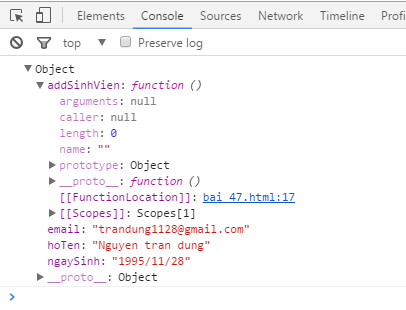 Elements Console Sources Network Timeline Profi
top Preserve log
Object
addSinhVien: function ()
arguments: null
caller: null
length: 0
name: ""
prototype: Object
__proto__: function ()
[[FunctionLocation]]: bai 47.html:17
[[Scopes]]: Scopes[1]
email: "trandung1128@gmail.com"
hoTen: "Nguyen tran dung"
ngaySinh: "1995/11/28"
__proto__: Object